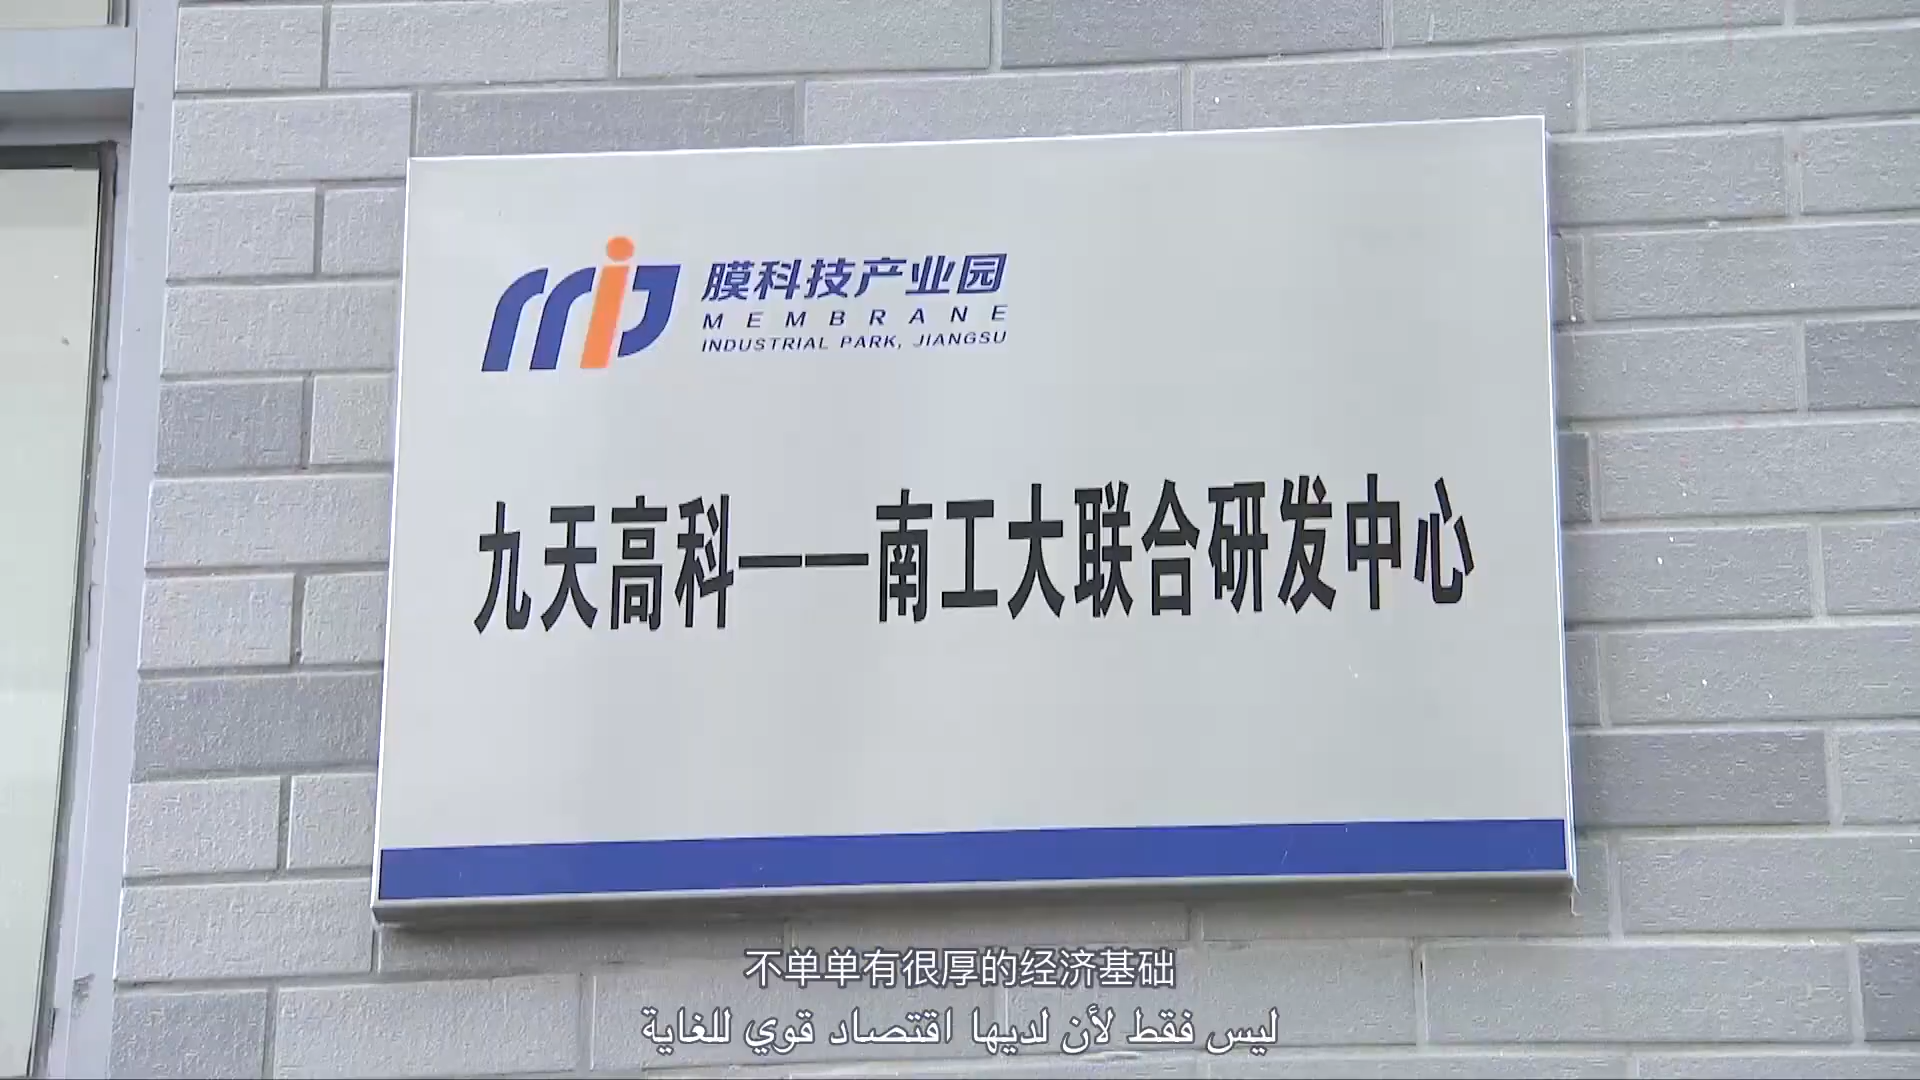 膜科技产业园
MEMBRANE
INDUSTRIAL PARK, JIANGSU
九天高科——南工大联合研发中心
不单单有很厚的经济基础
ليس فقط لأن لديها اقتصاد قوي للغاية